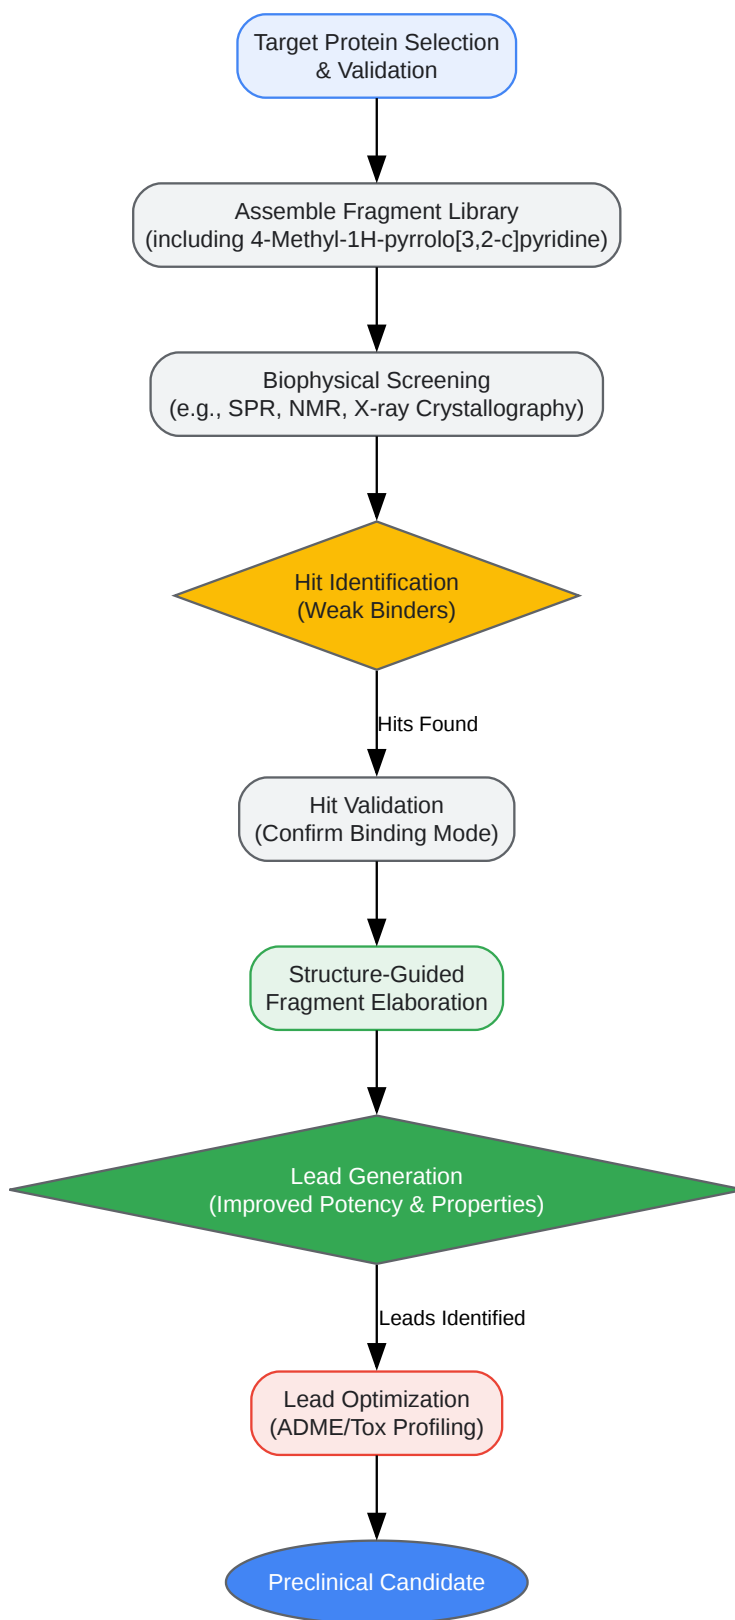 Target Protein Selection
& Validation
Assemble Fragment Library
(including 4-Methyl-1H-pyrrolo[3,2-c]pyridine)
Biophysical Screening
(e.g., SPR, NMR, X-ray Crystallography)
Hit Identification
(Weak Binders)
Hits Found
Hit Validation
(Confirm Binding Mode)
Structure-Guided
Fragment Elaboration
Lead Generation
(Improved Potency & Properties)
Leads Identified
Lead Optimization
(ADME/Tox Profiling)
Preclinical Candidate